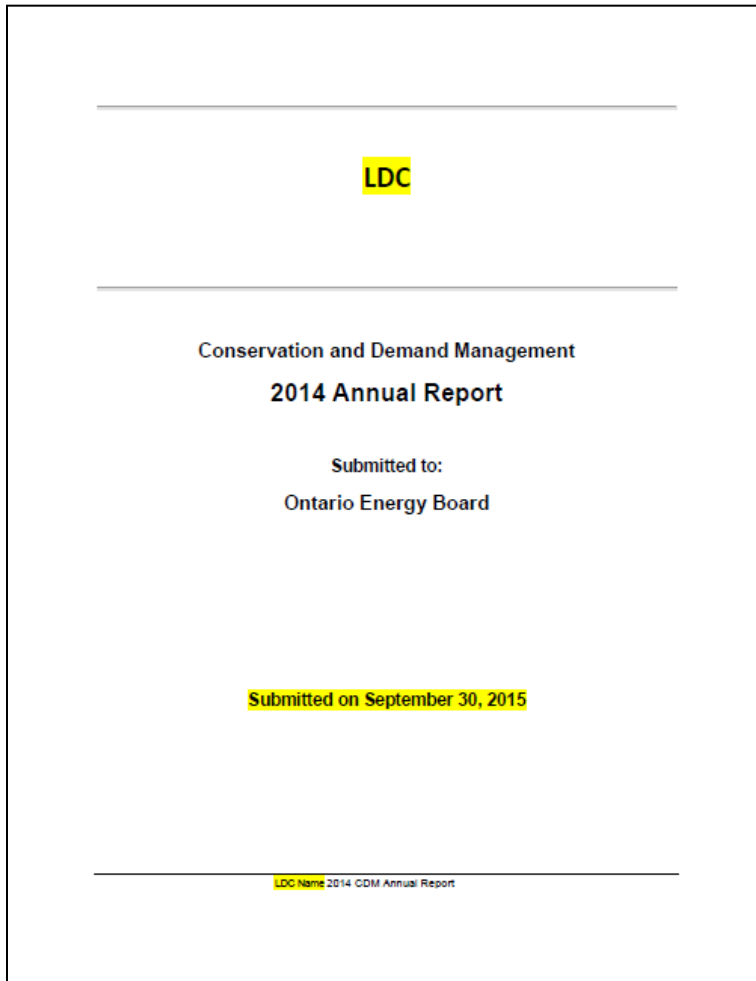 LDC
Conservation and Demand Management
2014 Annual Report
Submitted to:
Ontario Energy Board
Submitted on September 30, 2015
LDC Name 2014 CDM Annual Report